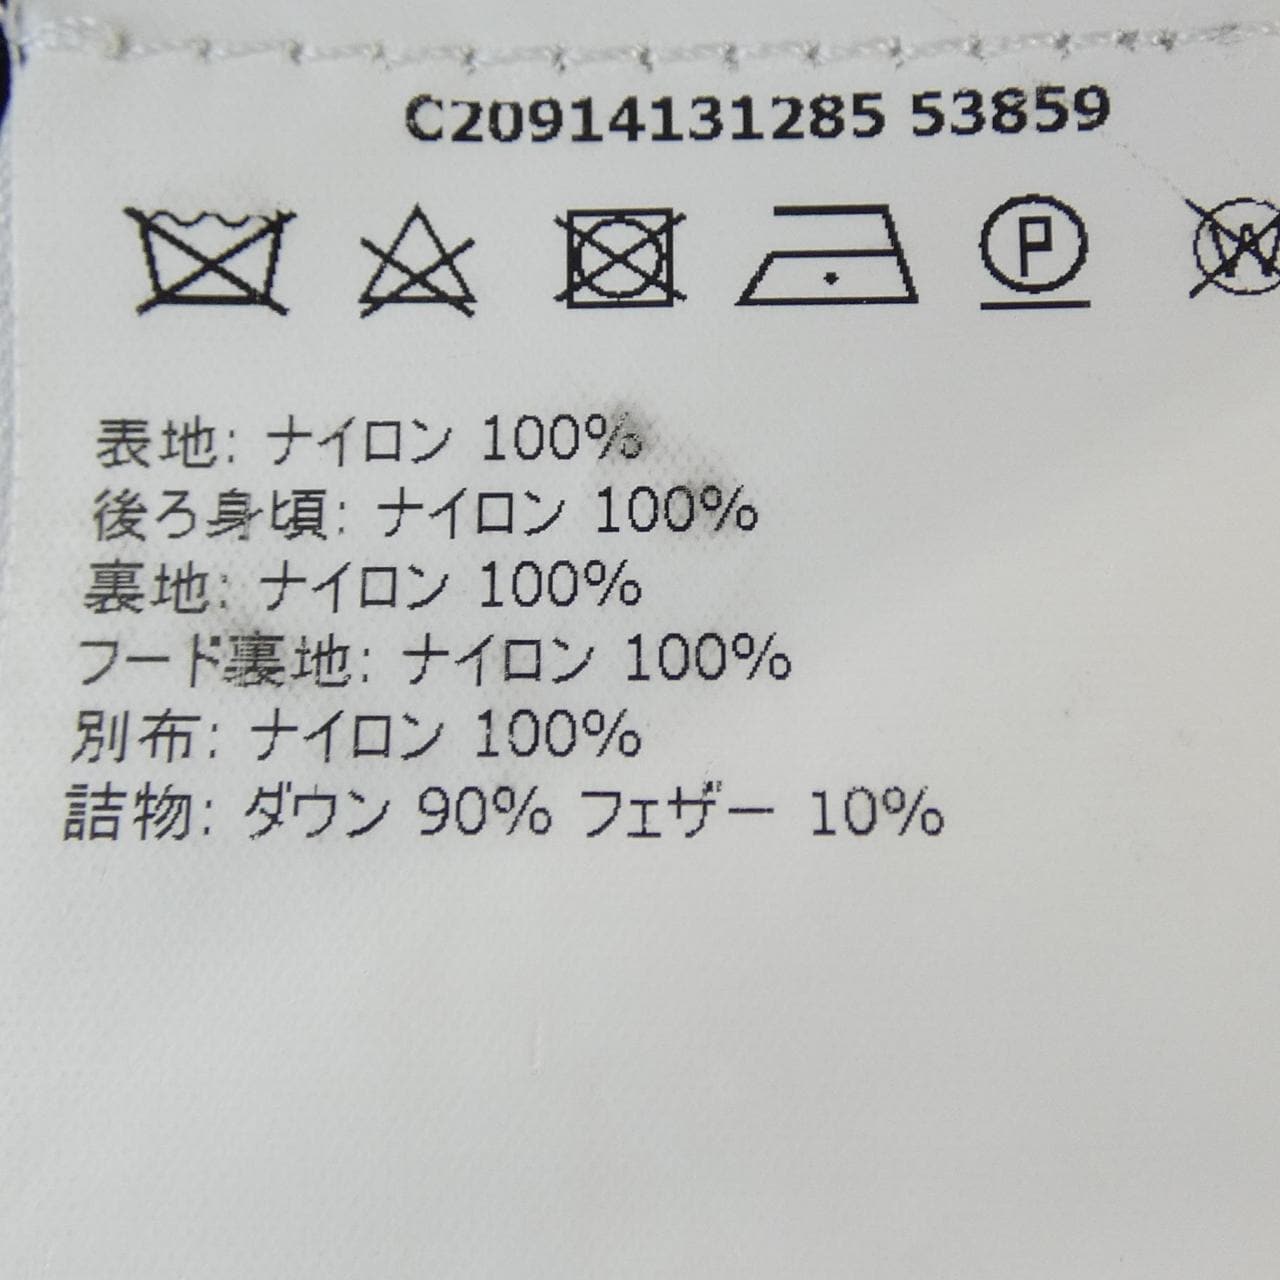 C20914131285 53859
P W
表地: ナイロン 100%
後ろ身頃: ナイロン 100%
裏地: ナイロン 100%
フード裏地: ナイロン 100%
別布: ナイロン 100%
詰物: ダウン 90% フェザー 10%